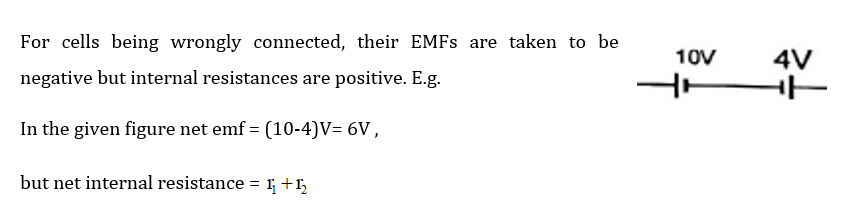 For cells being wrongly connected, their EMFs are taken to be
negative but internal resistances are positive. E.g.
10V 4V
In the given figure net emf = (10-4)V= 6V ,
but net internal resistance = r₁ +r₂